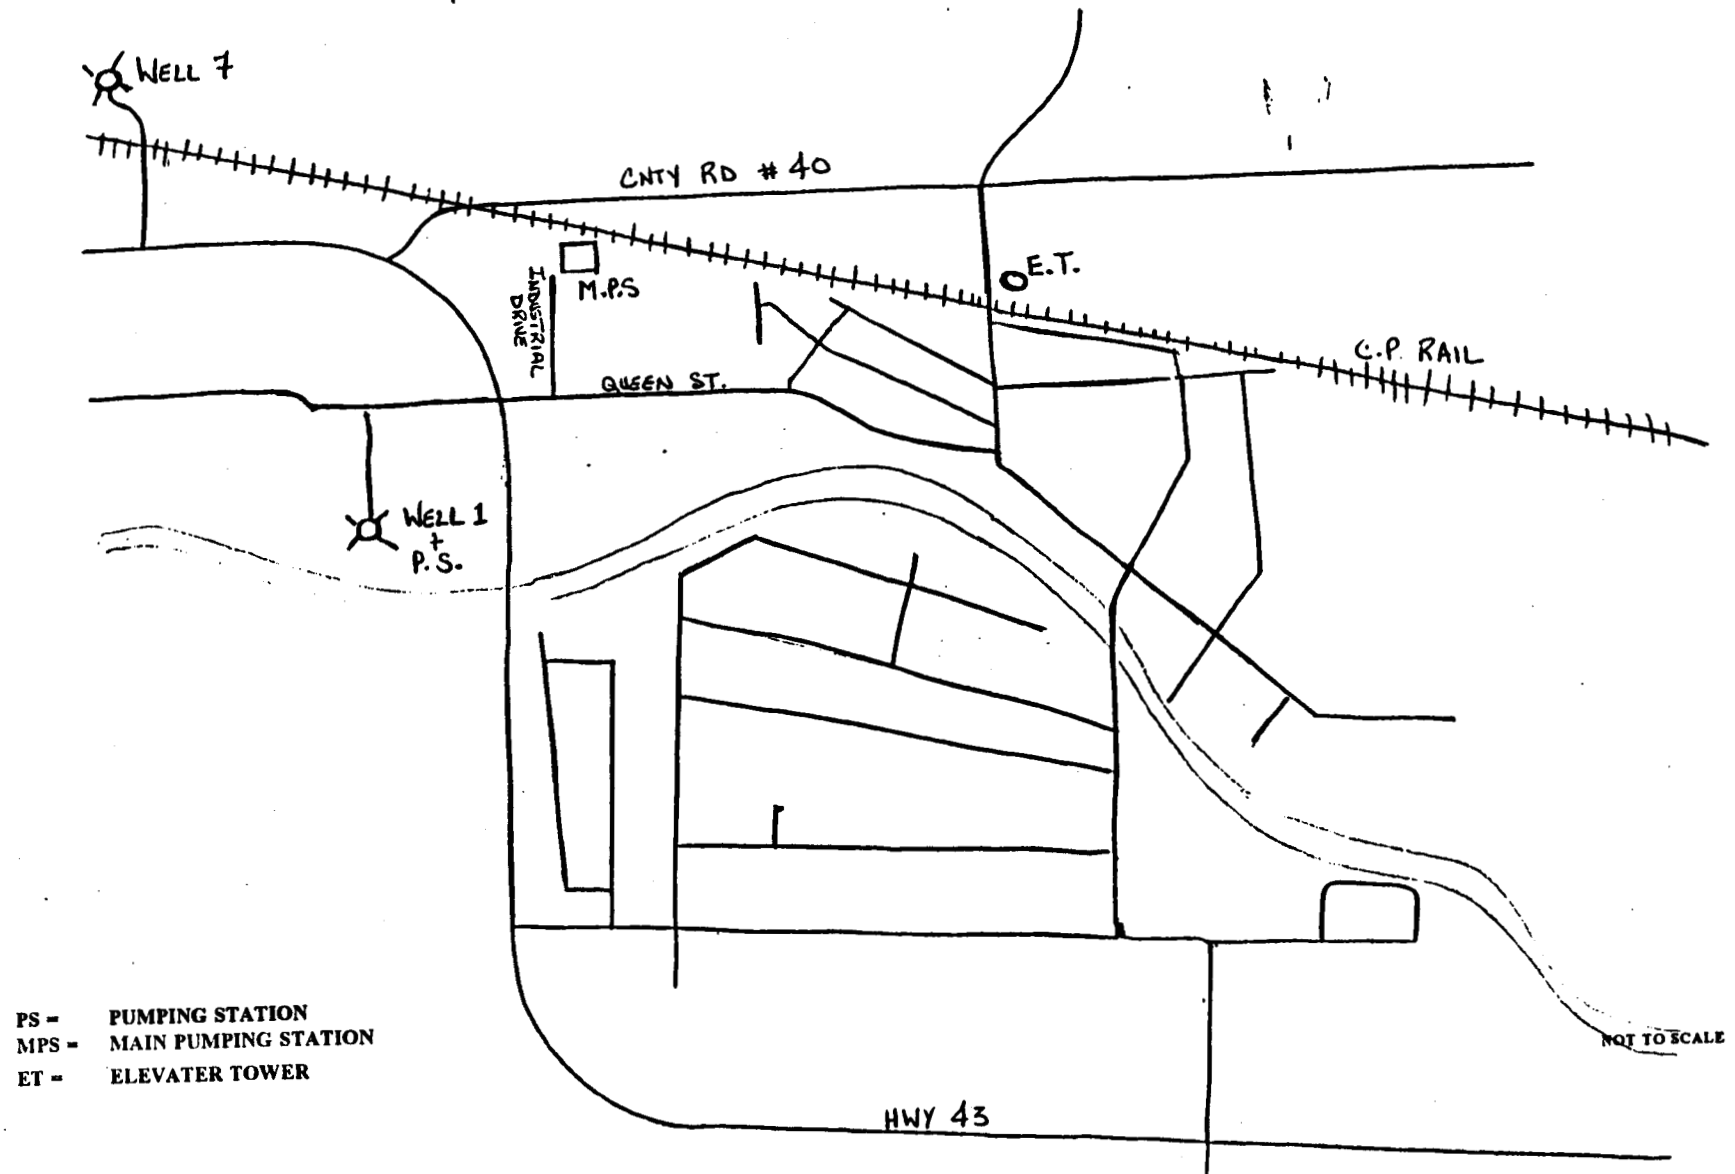 WELL 7
CNTY RD # 40
E.T.
M.P.S
INDUSTRIAL
DRIVE
C.P. RAIL
QUEEN ST.
WELL 1
+
P.S.
PS = PUMPING STATION
MPS = MAIN PUMPING STATION
ET = ELEVATER TOWER
NOT TO SCALE
HWY 43